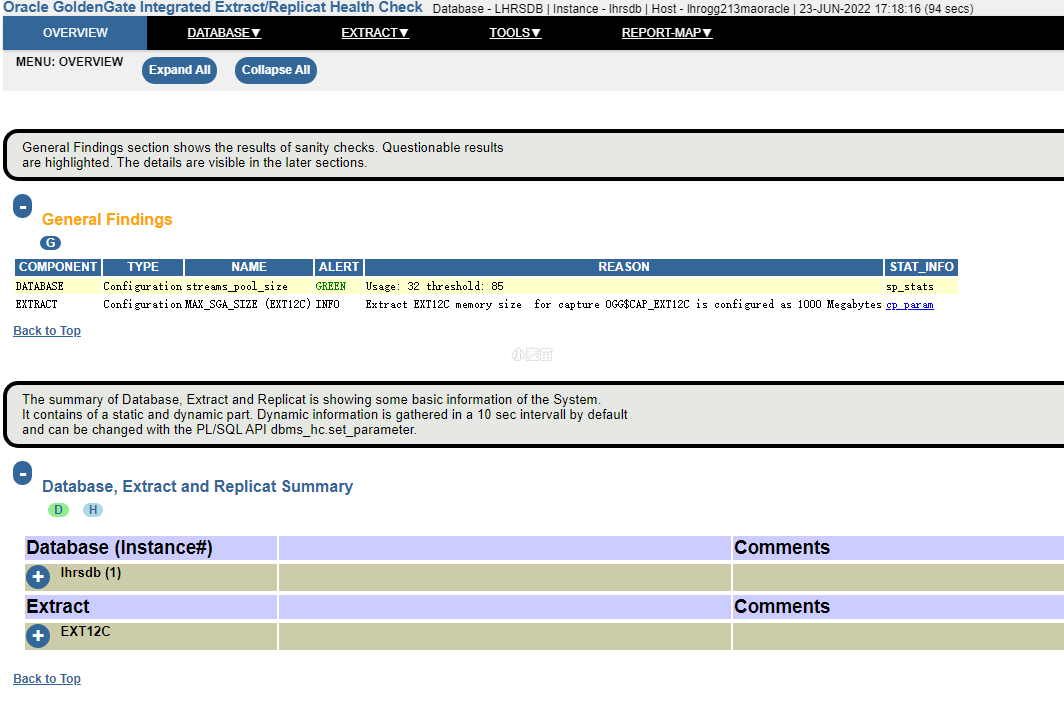 Oracle GoldenGate Integrated Extract/Replicat Health Check Database - LHRSDB | Instance - lhrsdb | Host - lhrogg213maoracle | 23-JUN-2022 17:18:16 (94 secs)
OVERVIEW DATABASE▼ EXTRACT▼ TOOLS▼ REPORT-MAP▼
MENU: OVERVIEW Expand All Collapse All
General Findings section shows the results of sanity checks. Questionable results
are highlighted. The details are visible in the later sections.
-
General Findings
G
COMPONENT TYPE NAME ALERT REASON STAT_INFO
DATABASE Configuration streams_pool_size GREEN Usage: 32 threshold: 85 sp_stats
EXTRACT Configuration MAX_SGA_SIZE (EXT12C) INFO Extract EXT12C memory size for capture OGG$CAP_EXT12C is configured as 1000 Megabytes cp_param
Back to Top
小麦苗
The summary of Database, Extract and Replicat is showing some basic information of the System.
It contains of a static and dynamic part. Dynamic information is gathered in a 10 sec intervall by default
and can be changed with the PL/SQL API dbms_hc.set_parameter.
-
Database, Extract and Replicat Summary
D H
Database (Instance#) Comments
+ lhrsdb (1)
Extract Comments
+ EXT12C
Back to Top